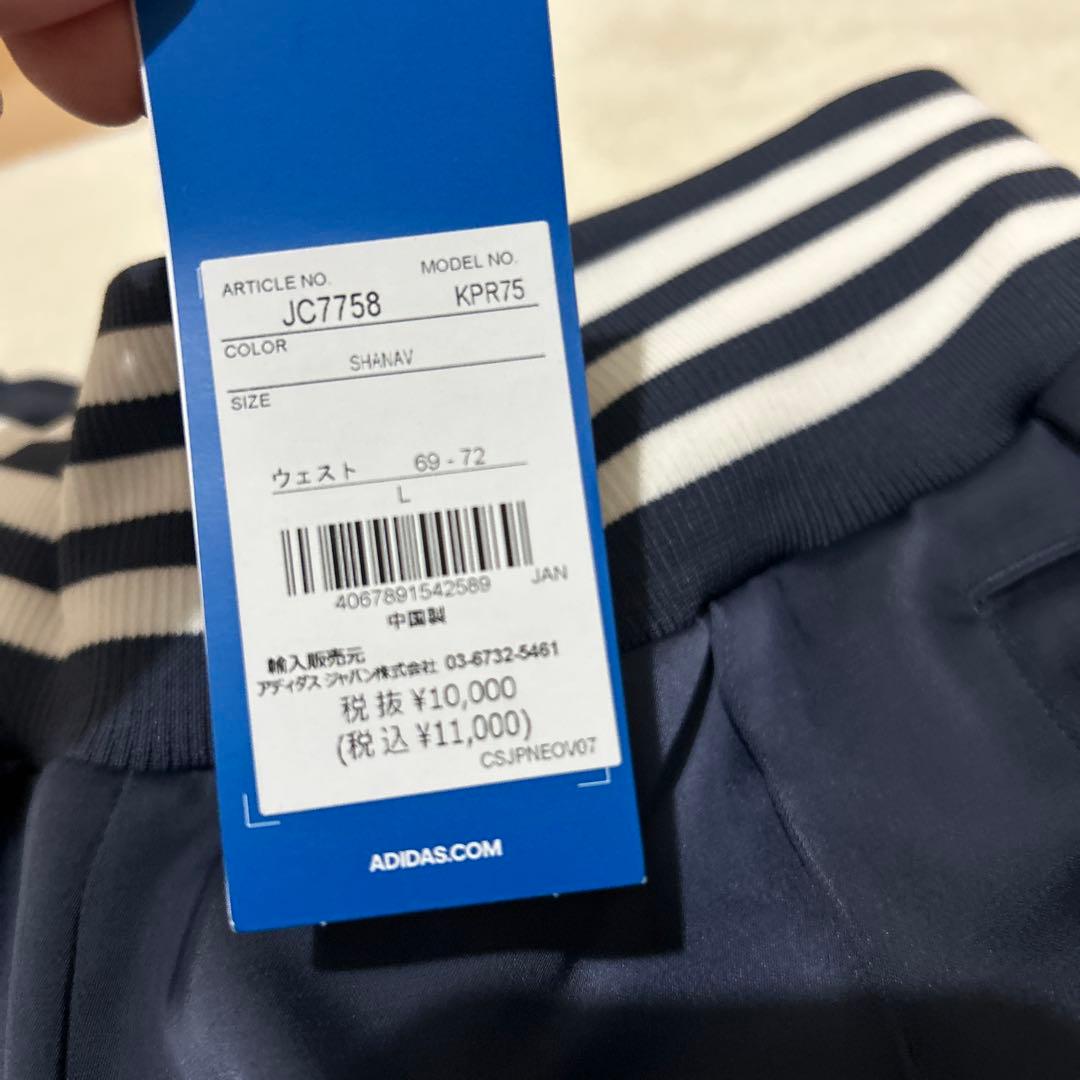 ARTICLE NO. MODEL NO.
JC7758 KPR75
COLOR
SHANAV
SIZE
ウェスト 69 - 72
L
4067891542589 JAN
中国製
輸入販売元
アディダス ジャパン株式会社 03-6732-5461
税 抜 ¥10,000
(税 込 ¥11,000)
CSJPNEOV07
ADIDAS.COM